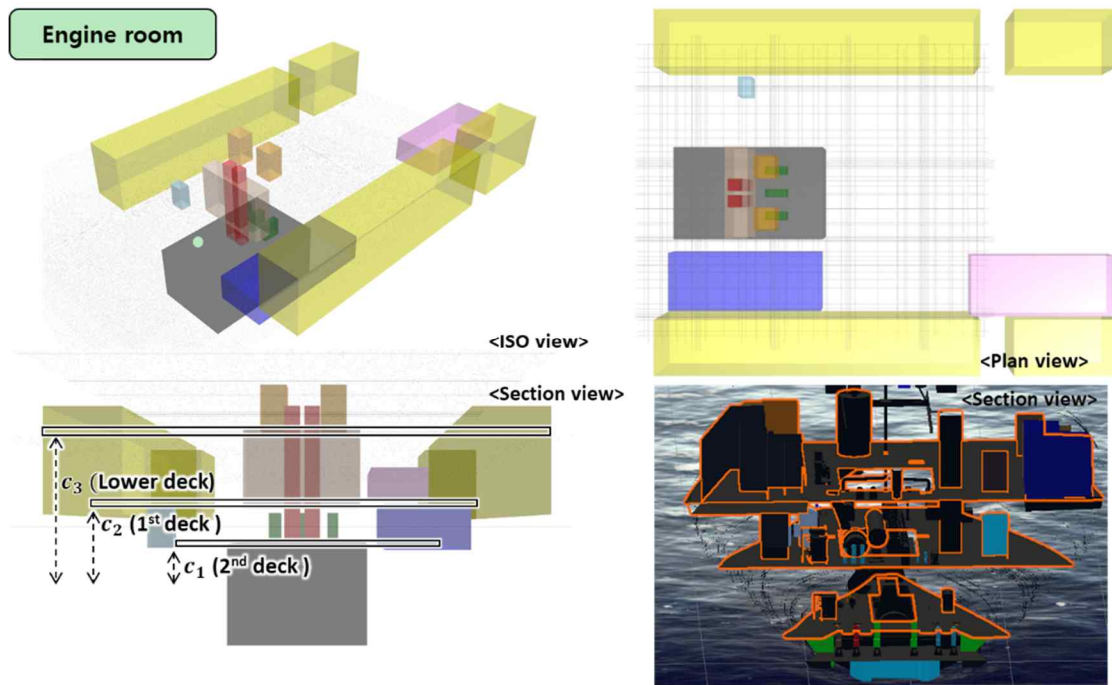 Engine room
<ISO view>
<Plan view>
<Section view>
<Section view>
c₃ (Lower deck)
c₂ (1st deck)
c₁ (2nd deck)